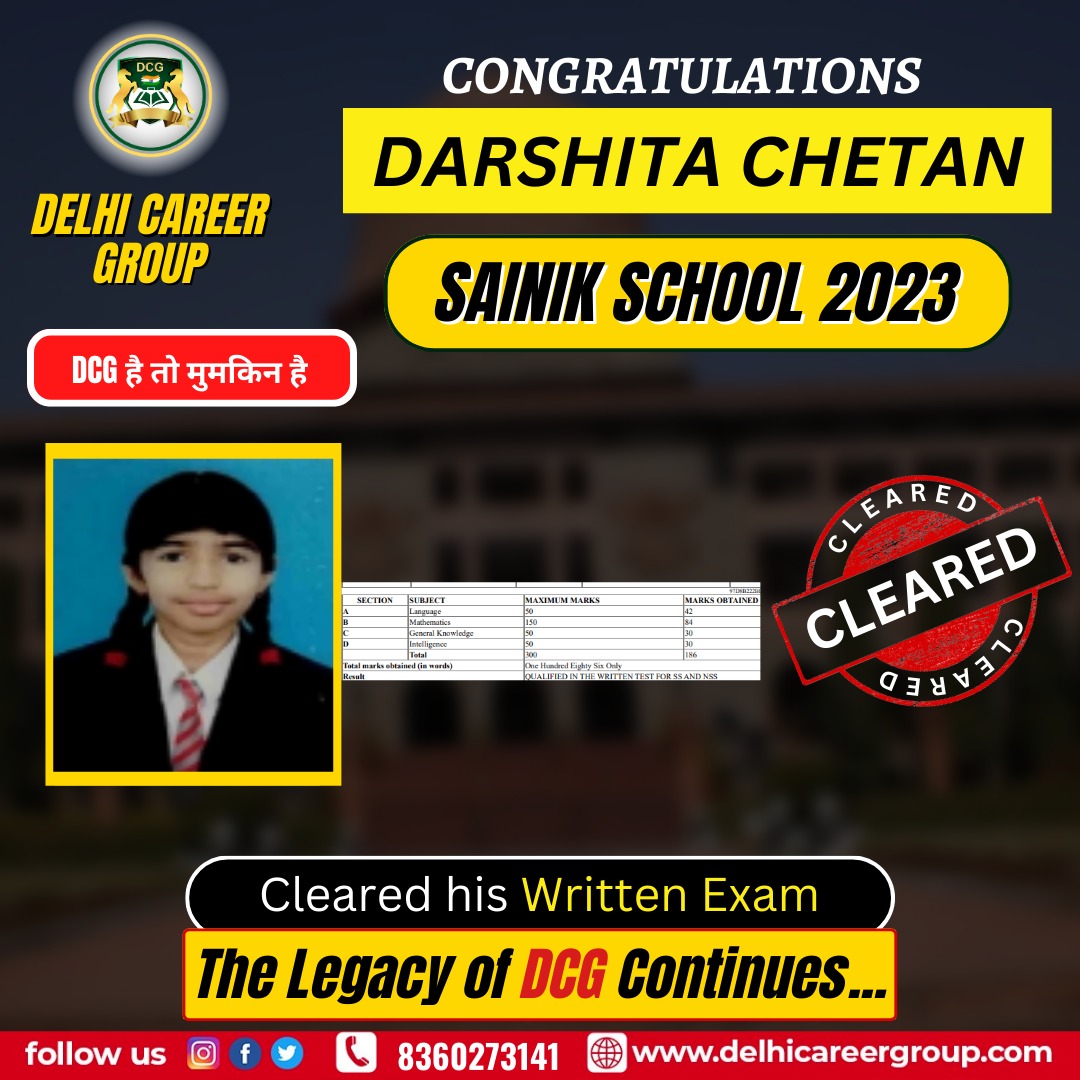 DCG
DELHI CAREER
GROUP
CONGRATULATIONS
DARSHITA CHETAN
SAINIK SCHOOL 2023
DCG है तो मुमकिन है
SECTION SUBJECT MAXIMUM MARKS MARKS OBTAINED
A Language 50 42
B Mathematics 150 84
C General Knowledge 50 30
D Intelligence 50 30
Total 300 186
Total marks obtained (in words) One Hundred Eighty Six Only
Result QUALIFIED IN THE WRITTEN TEST FOR SS AND NSS
CLEARED
CLEARED
CLEARED
Cleared his Written Exam
The Legacy of DCG Continues...
follow us 8360273141 www.delhicareergroup.com